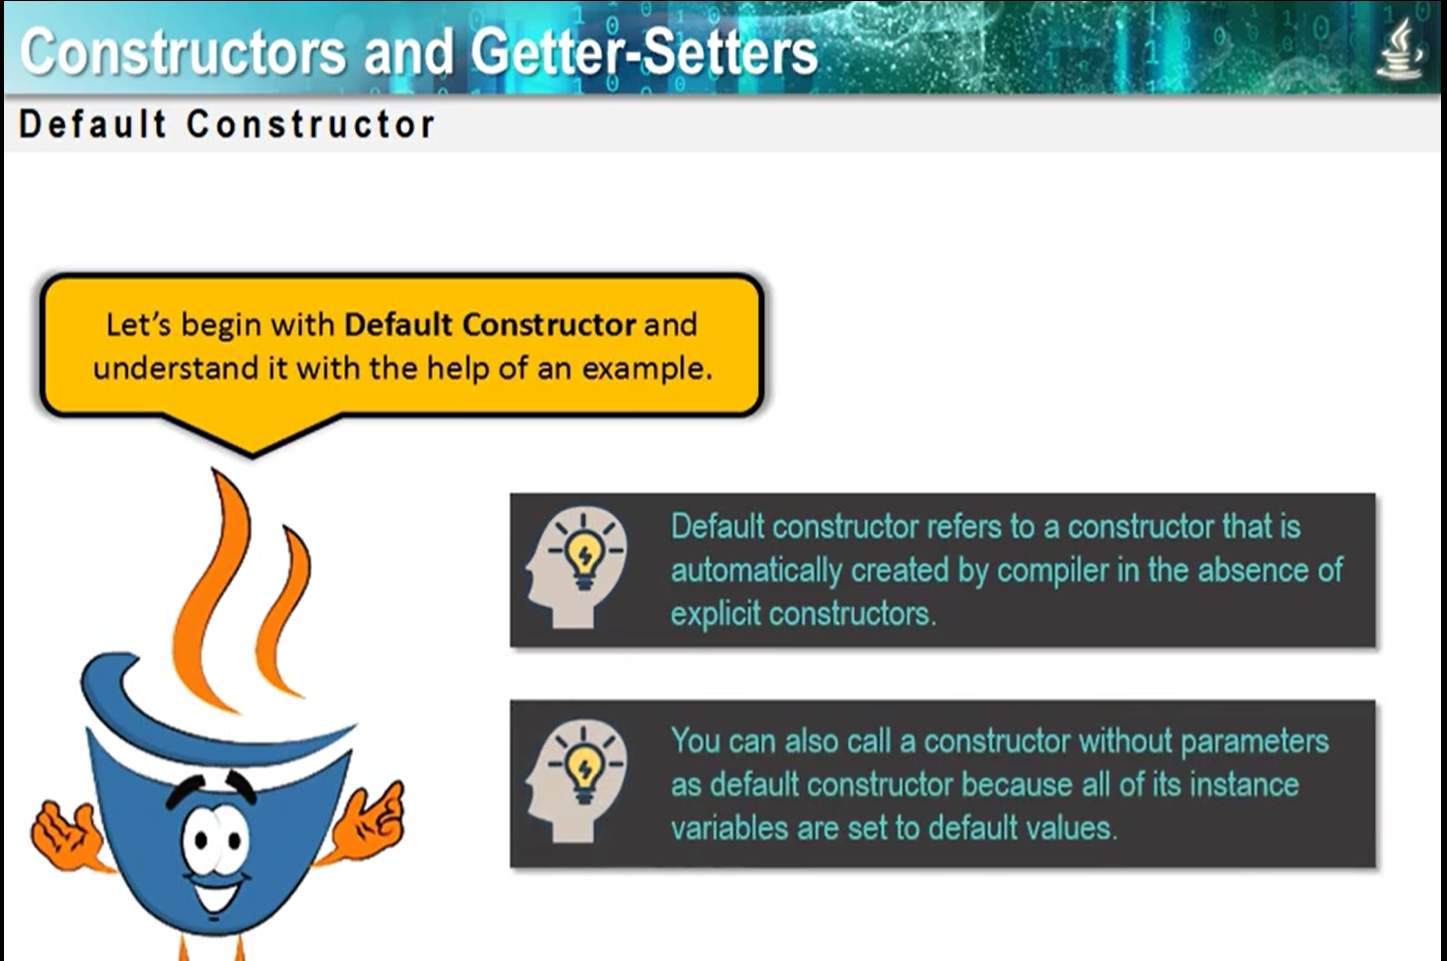 Constructors and Getter-Setters
Default Constructor
Let's begin with Default Constructor and
understand it with the help of an example.
Default constructor refers to a constructor that is
automatically created by compiler in the absence of
explicit constructors.
You can also call a constructor without parameters
as default constructor because all of its instance
variables are set to default values.